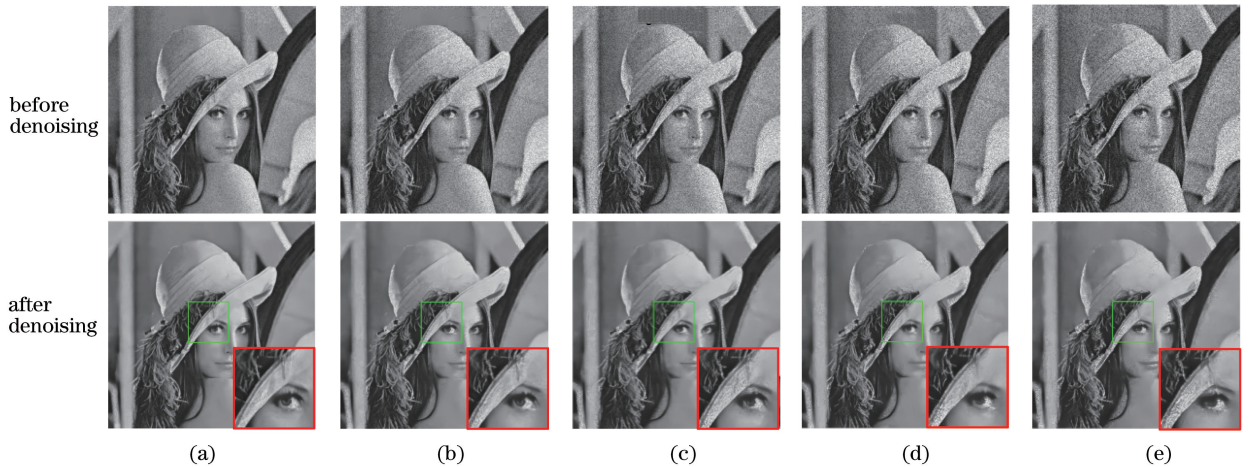 before
denoising
after
denoising
(a) (b) (c) (d) (e)